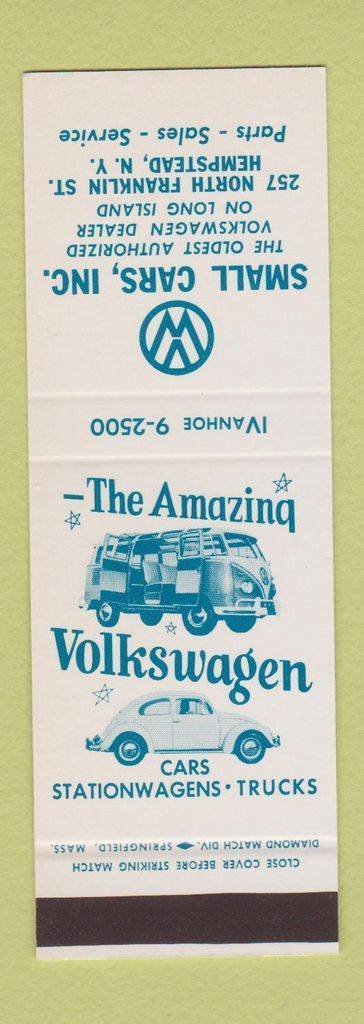 SMALL CARS, INC.
THE OLDEST AUTHORIZED
VOLKSWAGEN DEALER
ON LONG ISLAND
257 NORTH FRANKLIN ST.
HEMPSTEAD, N. Y.
Parts - Sales - Service
IVANHOE 9-2500
-The Amazing
Volkswagen
CARS
STATIONWAGENS • TRUCKS
CLOSE COVER BEFORE STRIKING MATCH
DIAMOND MATCH DIV. SPRINGFIELD, MASS.